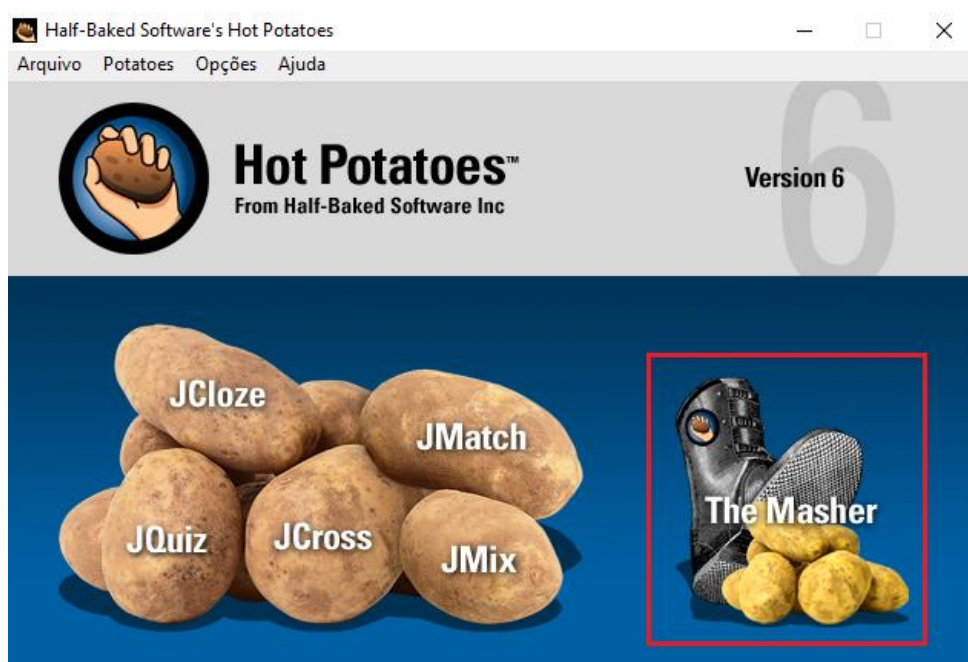 Half-Baked Software's Hot Potatoes
Arquivo Potatoes Opções Ajuda
Hot Potatoes™
From Half-Baked Software Inc
6
Version 6
JCloze
JMatch
JQuiz
JCross
JMix
The Masher